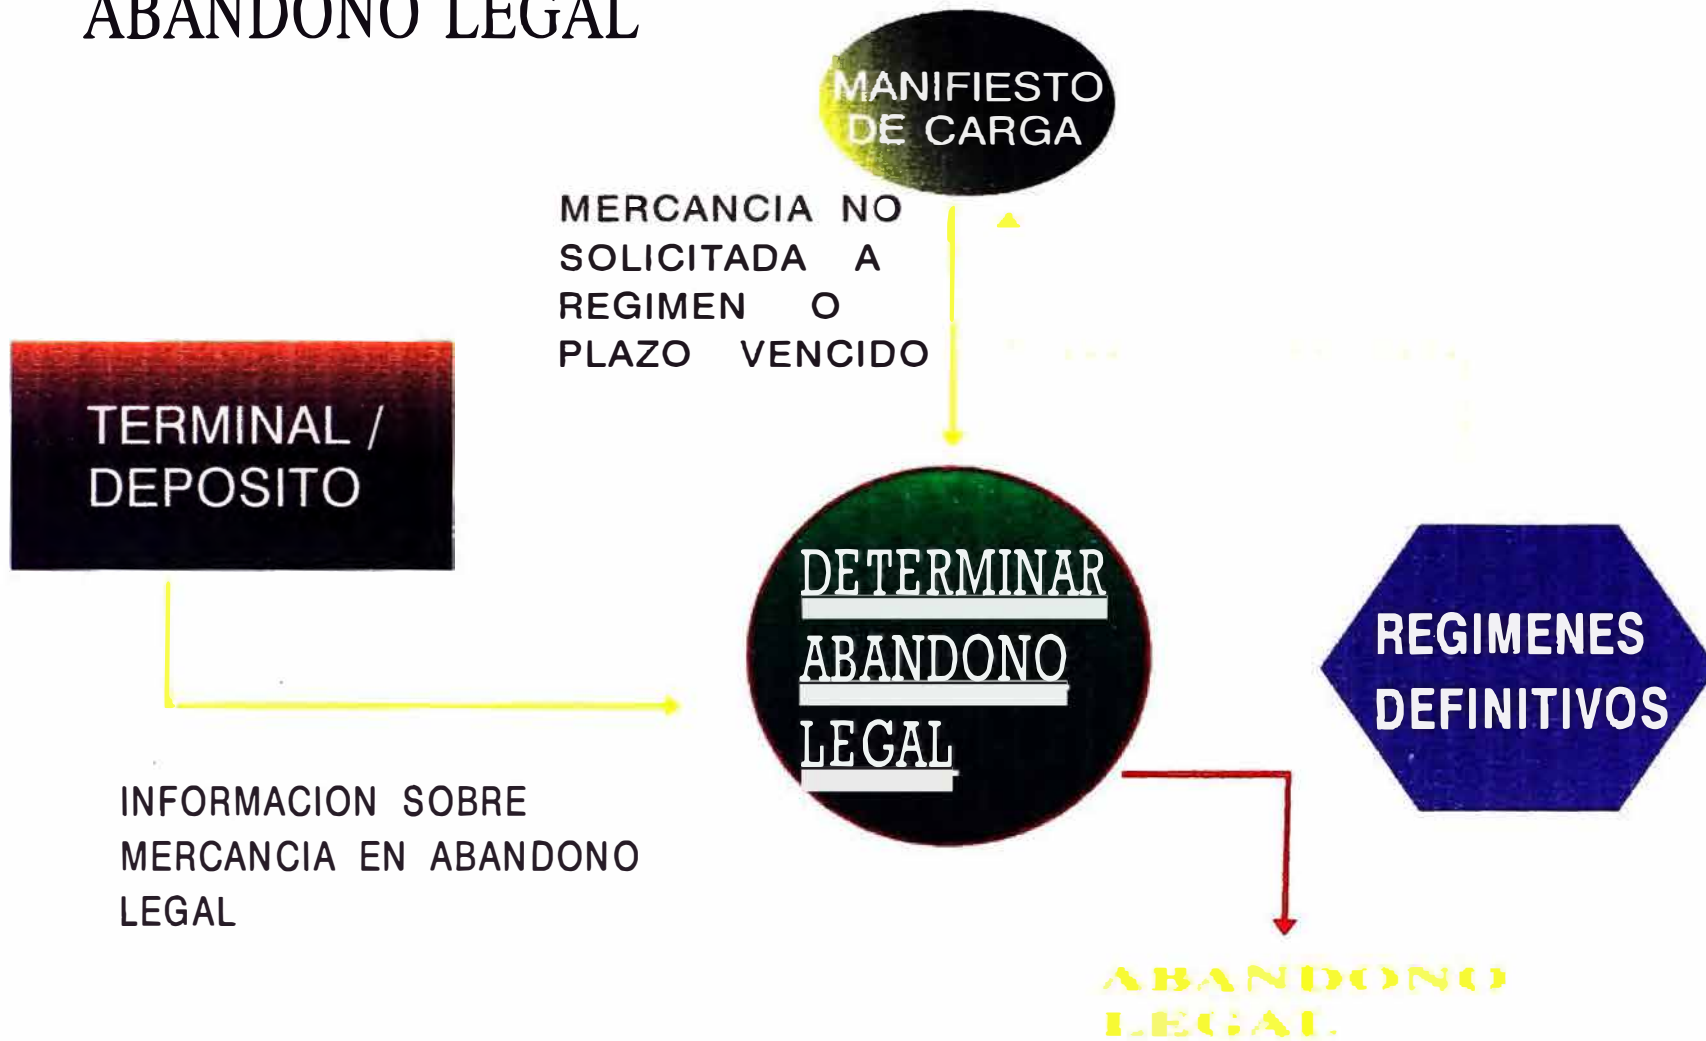 ABANDONO LEGAL
MANIFIESTO
DE CARGA
MERCANCIA NO
SOLICITADA A
REGIMEN O
PLAZO VENCIDO
TERMINAL /
DEPOSITO
DETERMINAR
ABANDONO
LEGAL
REGIMENES
DEFINITIVOS
INFORMACION SOBRE
MERCANCIA EN ABANDONO
LEGAL
ABANDONO
LEGAL